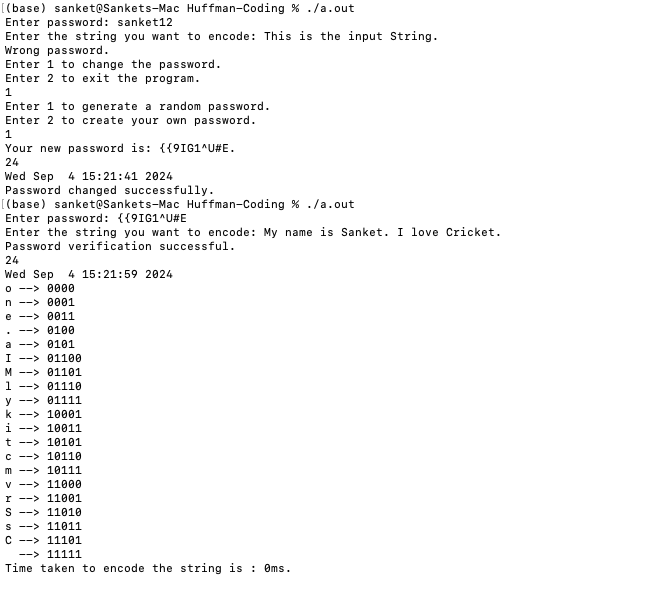 [(base) sanket@Sankets-Mac Huffman-Coding % ./a.out
Enter password: sanket12
Enter the string you want to encode: This is the input String.
Wrong password.
Enter 1 to change the password.
Enter 2 to exit the program.
1
Enter 1 to generate a random password.
Enter 2 to create your own password.
1
Your new password is: {{9IG1^U#E.
24
Wed Sep  4 15:21:41 2024
Password changed successfully.
[(base) sanket@Sankets-Mac Huffman-Coding % ./a.out
Enter password: {{9IG1^U#E
Enter the string you want to encode: My name is Sanket. I love Cricket.
Password verification successful.
24
Wed Sep  4 15:21:59 2024
o --> 0000
n --> 0001
e --> 0011
. --> 0100
a --> 0101
I --> 01100
M --> 01101
l --> 01110
y --> 01111
k --> 10001
i --> 10011
t --> 10101
c --> 10110
m --> 10111
v --> 11000
r --> 11001
S --> 11010
s --> 11011
C --> 11101
  --> 11111
Time taken to encode the string is : 0ms.